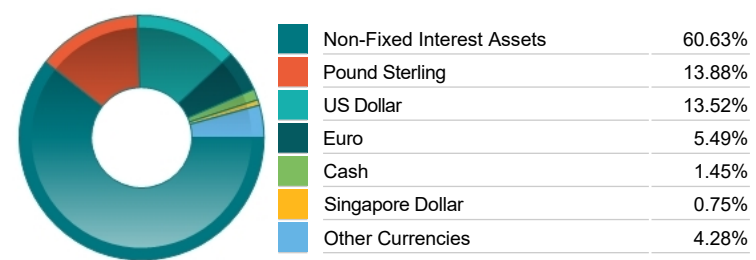 Non-Fixed Interest Assets 60.63%
Pound Sterling 13.88%
US Dollar 13.52%
Euro 5.49%
Cash 1.45%
Singapore Dollar 0.75%
Other Currencies 4.28%